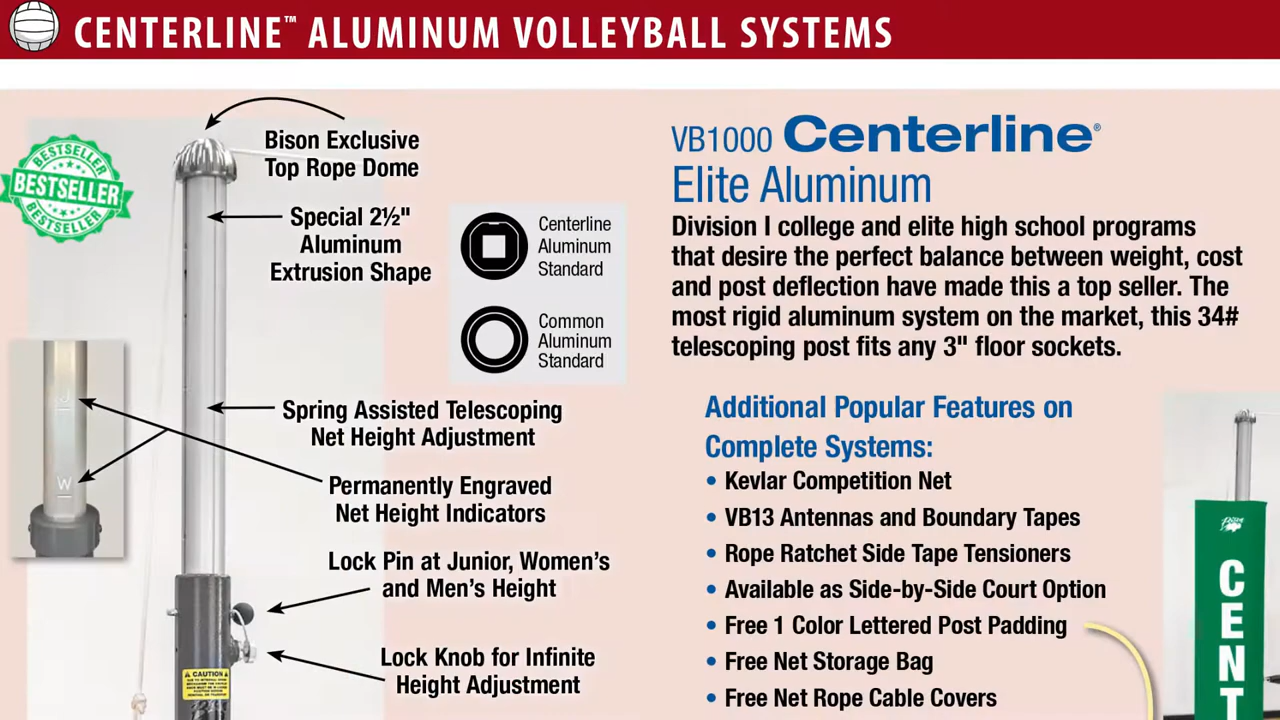 CENTERLINE™ ALUMINUM VOLLEYBALL SYSTEMS
BESTSELLER
BESTSELLER
BESTSELLER
Bison Exclusive
Top Rope Dome
Special 2½"
Aluminum
Extrusion Shape
Centerline
Aluminum
Standard
Common
Aluminum
Standard
Spring Assisted Telescoping
Net Height Adjustment
J
W
Permanently Engraved
Net Height Indicators
Lock Pin at Junior, Women's
and Men's Height
Lock Knob for Infinite
Height Adjustment
CAUTION
VB1000 Centerline®
Elite Aluminum
Division I college and elite high school programs
that desire the perfect balance between weight, cost
and post deflection have made this a top seller. The
most rigid aluminum system on the market, this 34#
telescoping post fits any 3" floor sockets.
Additional Popular Features on
Complete Systems:
• Kevlar Competition Net
• VB13 Antennas and Boundary Tapes
• Rope Ratchet Side Tape Tensioners
• Available as Side-by-Side Court Option
• Free 1 Color Lettered Post Padding
• Free Net Storage Bag
• Free Net Rope Cable Covers
Bison
C
E
N
T